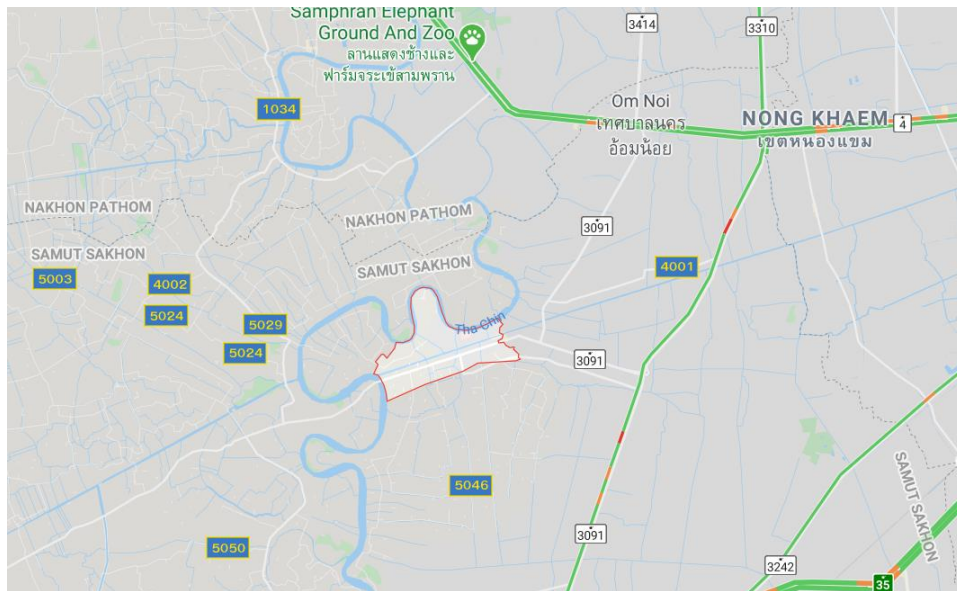 Samphran Elephant
Ground And Zoo
ลานแสดงช้างและ
ฟาร์มจระเข้สามพราน
3414
3310
1034
Om Noi
เทศบาลนคร
อ้อมน้อย
NONG KHAEM
เขตหนองแขม
4
NAKHON PATHOM
NAKHON PATHOM
3091
SAMUT SAKHON
SAMUT SAKHON
5003
4002
4001
5024
5029
Tha Chin
5024
3091
5046
SAMUT SAKHON
3091
5050
3242
35